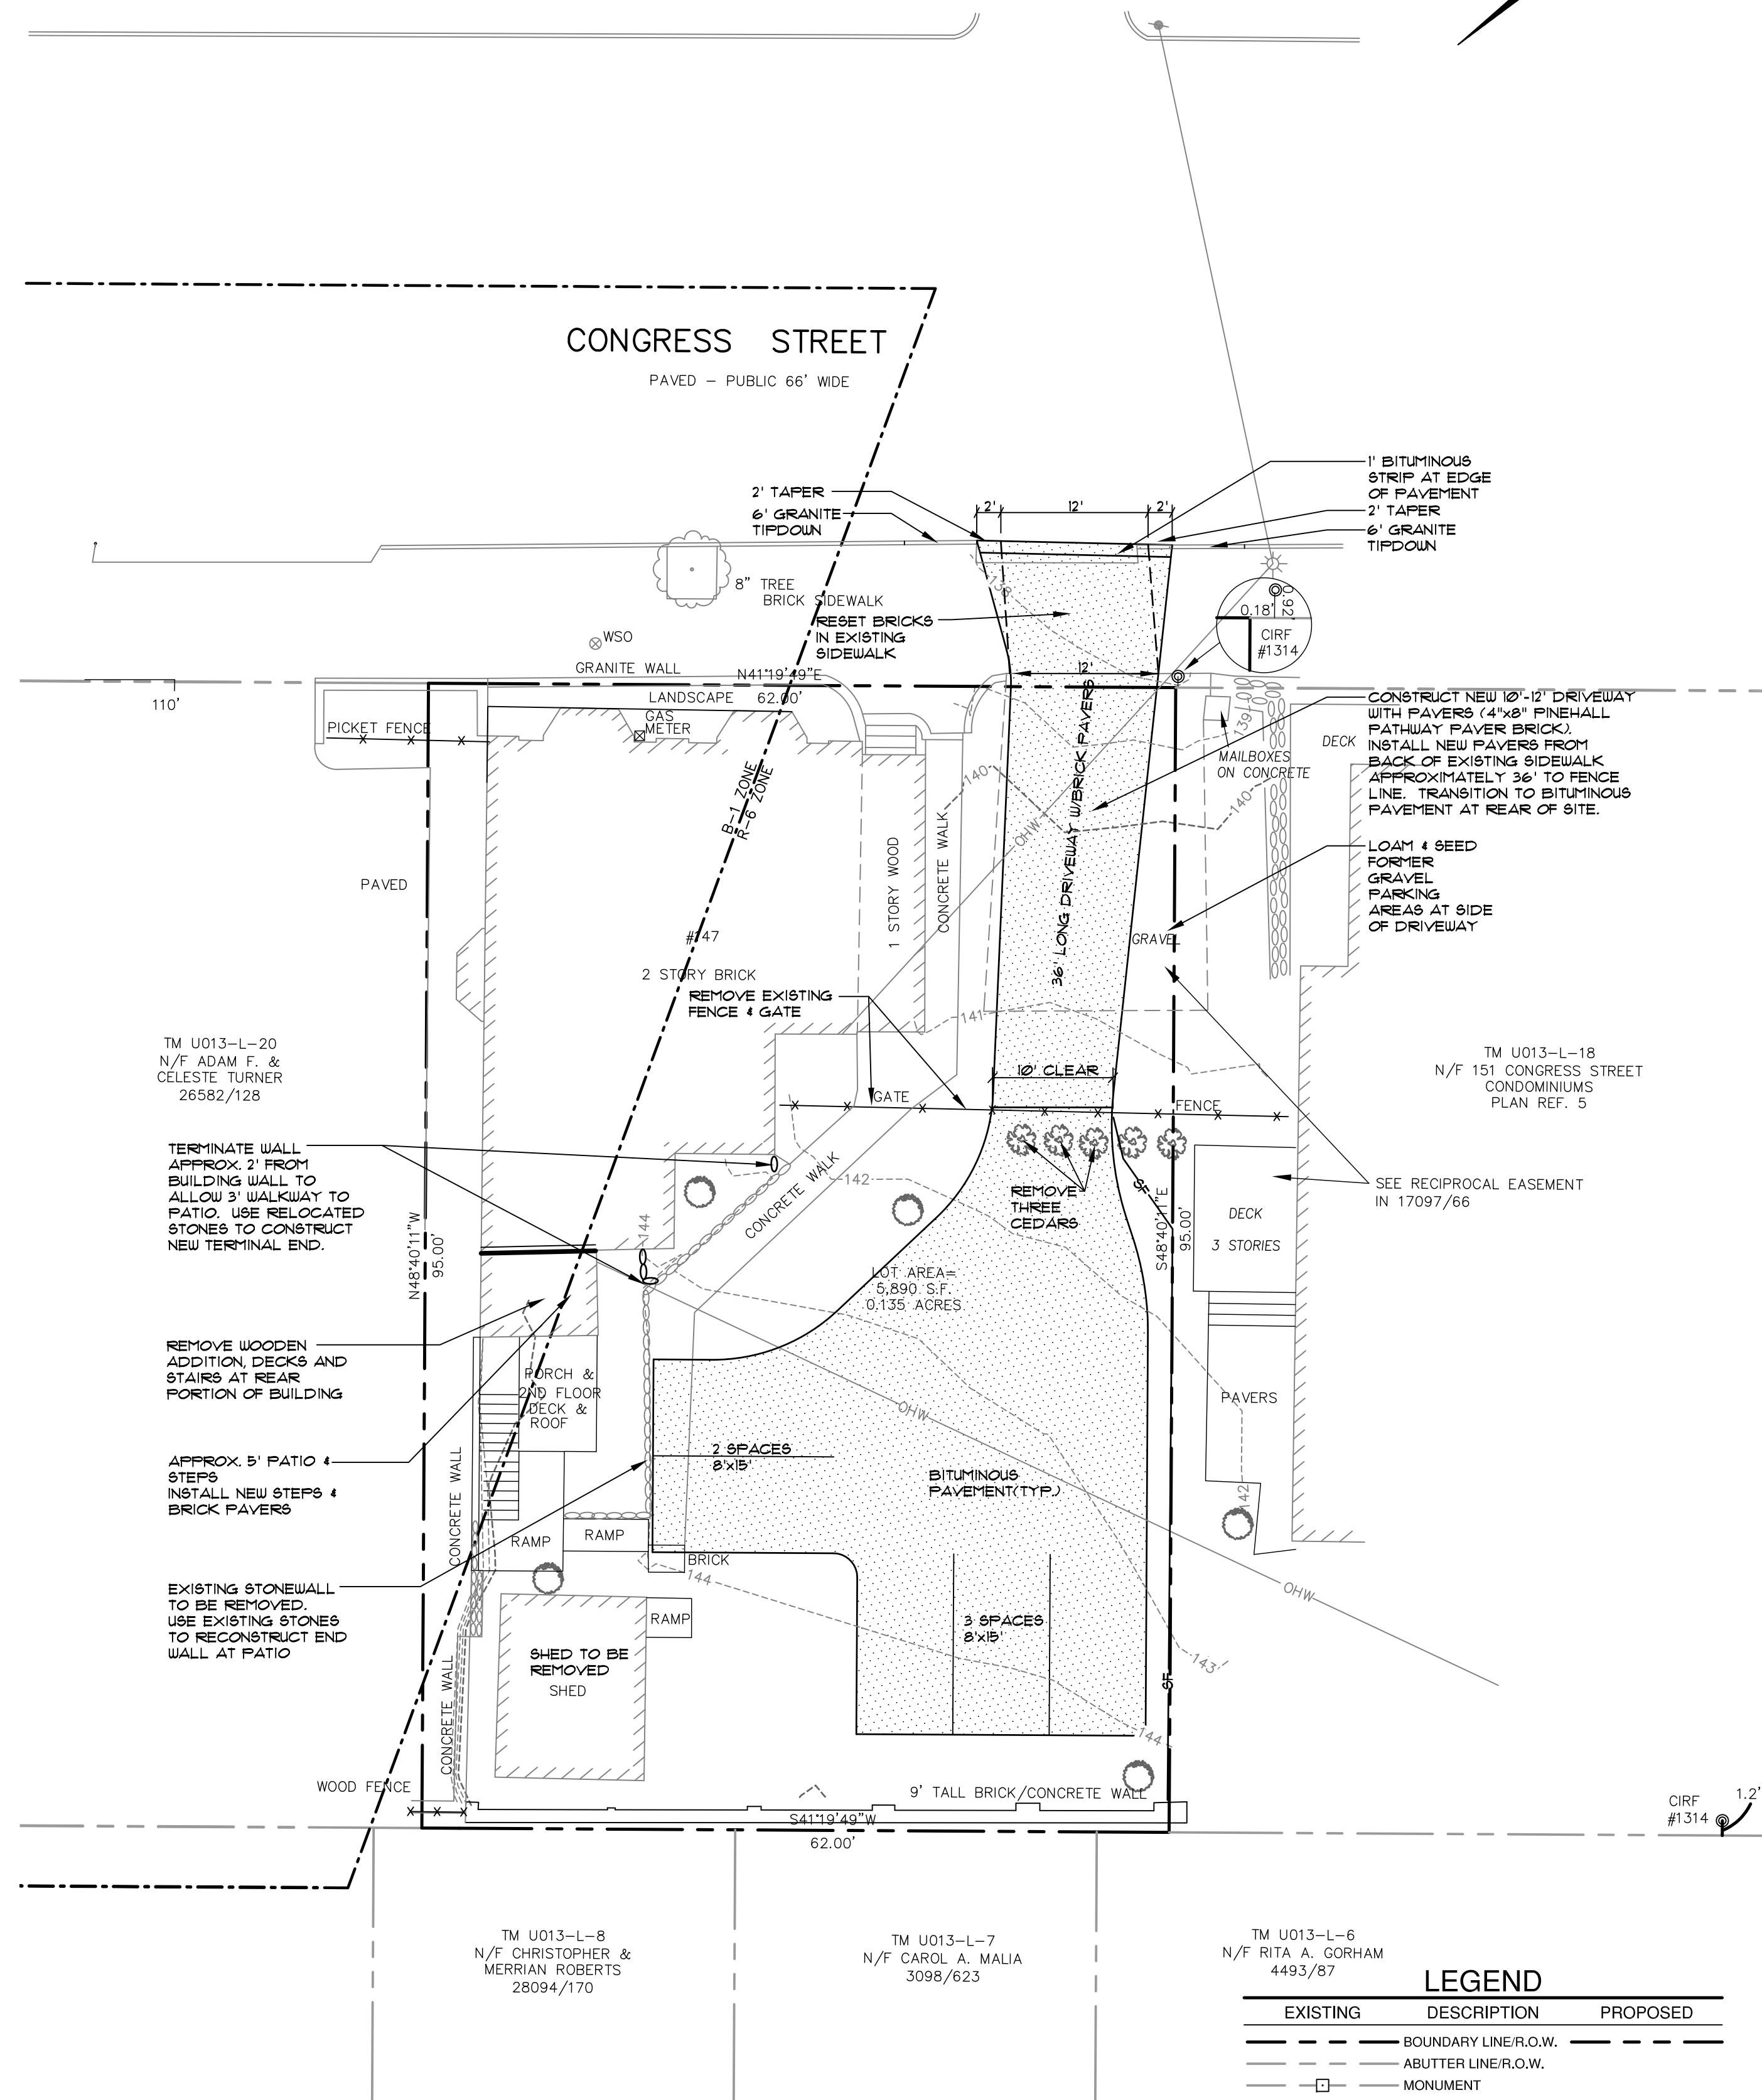 CONGRESS STREET
PAVED – PUBLIC 66' WIDE
2' TAPER
6' GRANITE
TIPDOWN
2'
12'
2'
1' BITUMINOUS
STRIP AT EDGE
OF PAVEMENT
2' TAPER
6' GRANITE
TIPDOWN
8" TREE
BRICK SIDEWALK
138
RESET BRICKS
IN EXISTING
SIDEWALK
0.18'
0.92'
CIRF
#1314
WSO
GRANITE WALL
N41°19'49"E
12'
110'
LANDSCAPE
62.00'
PICKET FENCE
GAS
METER
139
DECK
MAILBOXES
ON CONCRETE
CONSTRUCT NEW 10'-12' DRIVEWAY
WITH PAVERS (4"x8" PINEHALL
PATHWAY PAVER BRICK).
INSTALL NEW PAVERS FROM
BACK OF EXISTING SIDEWALK
APPROXIMATELY 36' TO FENCE
LINE. TRANSITION TO BITUMINOUS
PAVEMENT AT REAR OF SITE.
B-1 ZONE
R-6 ZONE
140
140
OHW
36' LONG DRIVEWAY W/BRICK PAVERS
PAVED
1 STORY WOOD
CONCRETE WALK
LOAM & SEED
FORMER
GRAVEL
PARKING
AREAS AT SIDE
OF DRIVEWAY
#147
2 STORY BRICK
GRAVEL
REMOVE EXISTING
FENCE & GATE
141
TM U013-L-20
N/F ADAM F. &
CELESTE TURNER
26582/128
TM U013-L-18
N/F 151 CONGRESS STREET
CONDOMINIUMS
PLAN REF. 5
10' CLEAR
GATE
FENCE
TERMINATE WALL
APPROX. 2' FROM
BUILDING WALL TO
ALLOW 3' WALKWAY TO
PATIO. USE RELOCATED
STONES TO CONSTRUCT
NEW TERMINAL END.
142
CONCRETE WALK
REMOVE
THREE
CEDARS
SF
SEE RECIPROCAL EASEMENT
IN 17097/66
144
N48°40'11"W
95.00'
S48°40'11"E
95.00'
DECK
3 STORIES
LOT AREA=
5,890 S.F.
0.135 ACRES
REMOVE WOODEN
ADDITION, DECKS AND
STAIRS AT REAR
PORTION OF BUILDING
PORCH &
2ND FLOOR
DECK &
ROOF
OHW
PAVERS
APPROX. 5' PATIO &
STEPS
INSTALL NEW STEPS &
BRICK PAVERS
2 SPACES
8'x15'
BITUMINOUS
PAVEMENT(TYP.)
142
CONCRETE WALL
RAMP
RAMP
BRICK
144
OHW
EXISTING STONEWALL
TO BE REMOVED.
USE EXISTING STONES
TO RECONSTRUCT END
WALL AT PATIO
RAMP
3 SPACES
8'x15'
SHED TO BE
REMOVED
SHED
143
SF
CONCRETE WALL
144
WOOD FENCE
9' TALL BRICK/CONCRETE WALL
S41°19'49"W
62.00'
CIRF
#1314
1.2'
TM U013-L-8
N/F CHRISTOPHER &
MERRIAN ROBERTS
28094/170
TM U013-L-7
N/F CAROL A. MALIA
3098/623
TM U013-L-6
N/F RITA A. GORHAM
4493/87
LEGEND
EXISTING DESCRIPTION PROPOSED
BOUNDARY LINE/R.O.W.
ABUTTER LINE/R.O.W.
MONUMENT